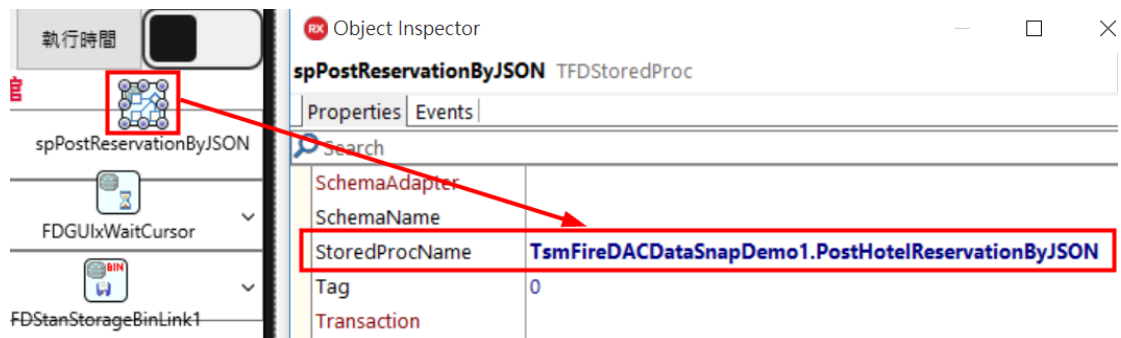 執行時間
spPostReservationByJSON
FDGUIxWaitCursor
BIN
FDStanStorageBinLink1
RX Object Inspector
spPostReservationByJSON TFDStoredProc
Properties Events
Search
SchemaAdapter
SchemaName
StoredProcName TsmFireDACDataSnapDemo1.PostHotelReservationByJSON
Tag 0
Transaction